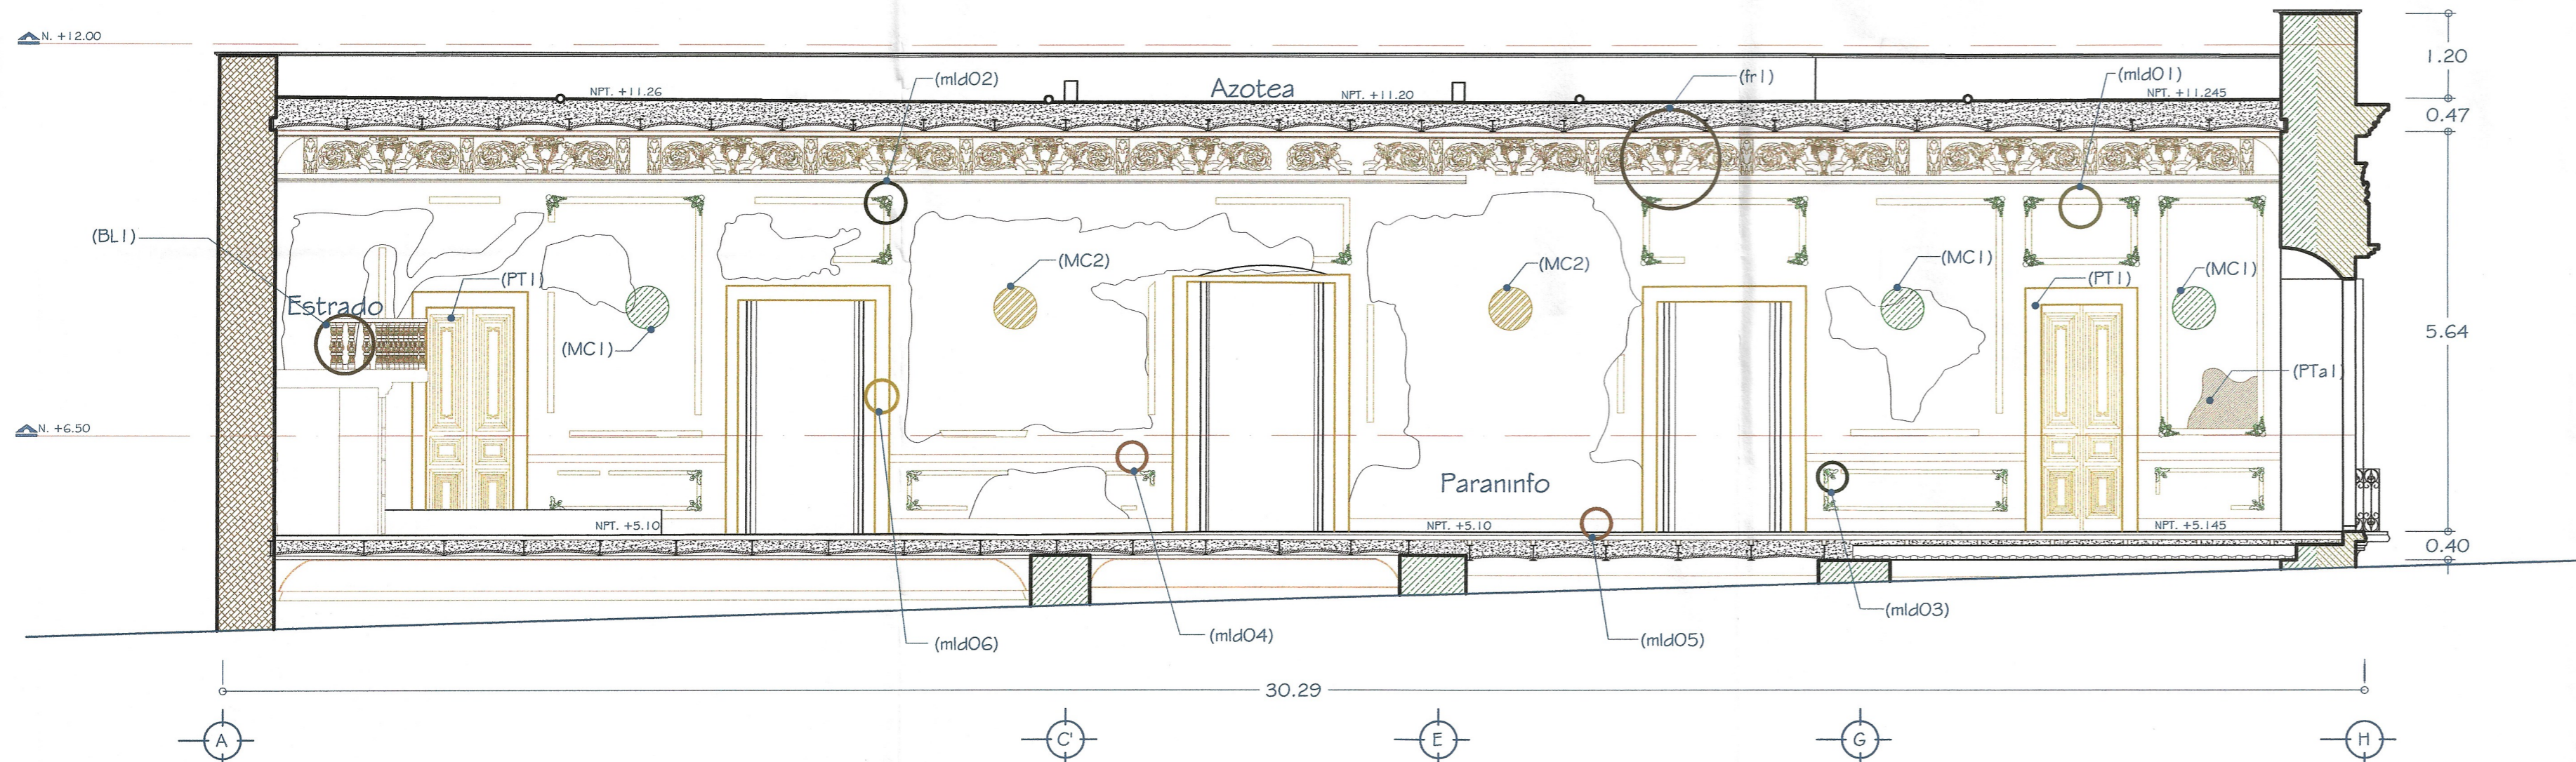 N. +12.00
1.20
(mld02)
Azotea
(fr1)
(mld01)
NPT. +11.26
NPT. +11.20
NPT. +11.245
0.47
(BL1)
(PT1)
(MC2)
(MC2)
(MC1)
(MC1)
(PT1)
Estrado
5.64
(MC1)
(PTa1)
N. +6.50
Paraninfo
NPT. +5.10
NPT. +5.10
NPT. +5.145
0.40
(mld03)
(mld06)
(mld04)
(mld05)
30.29
A
C'
E
G
H